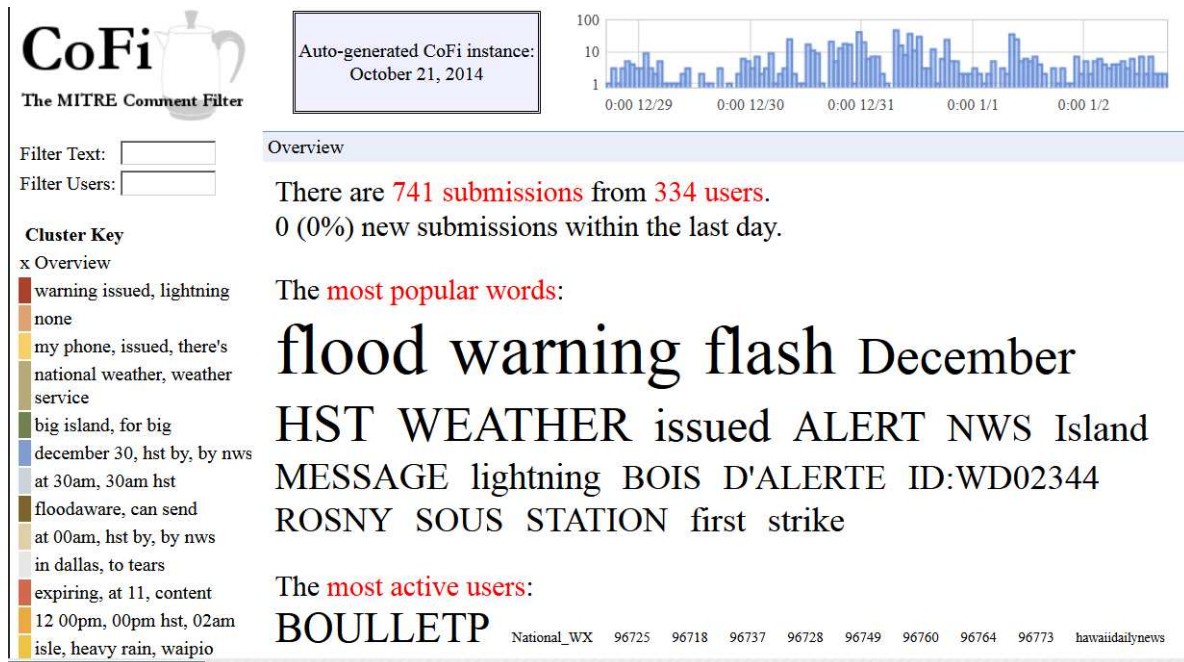 CoFi
The MITRE Comment Filter
Auto-generated CoFi instance:
October 21, 2014
100
10
1
0:00 12/29 0:00 12/30 0:00 12/31 0:00 1/1 0:00 1/2
Filter Text:
Filter Users:
Cluster Key
x Overview
warning issued, lightning
none
my phone, issued, there's
national weather, weather
service
big island, for big
december 30, hst by, by nws
at 30am, 30am hst
floodaware, can send
at 00am, hst by, by nws
in dallas, to tears
expiring, at 11, content
12 00pm, 00pm hst, 02am
isle, heavy rain, waipio
Overview
There are 741 submissions from 334 users.
0 (0%) new submissions within the last day.
The most popular words:
flood warning flash December
HST WEATHER issued ALERT NWS Island
MESSAGE lightning BOIS D'ALERTE ID:WD02344
ROSNY SOUS STATION first strike
The most active users:
BOULLETP National_WX 96725 96718 96737 96728 96749 96760 96764 96773 hawaiidailynews